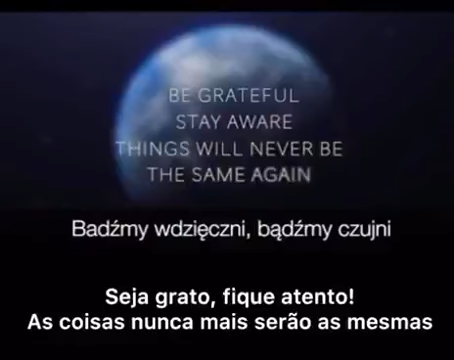 BE GRATEFUL
STAY AWARE
THINGS WILL NEVER BE
THE SAME AGAIN
Badźmy wdzięczni, bądźmy czujni
Seja grato, fique atento!
As coisas nunca mais serão as mesmas